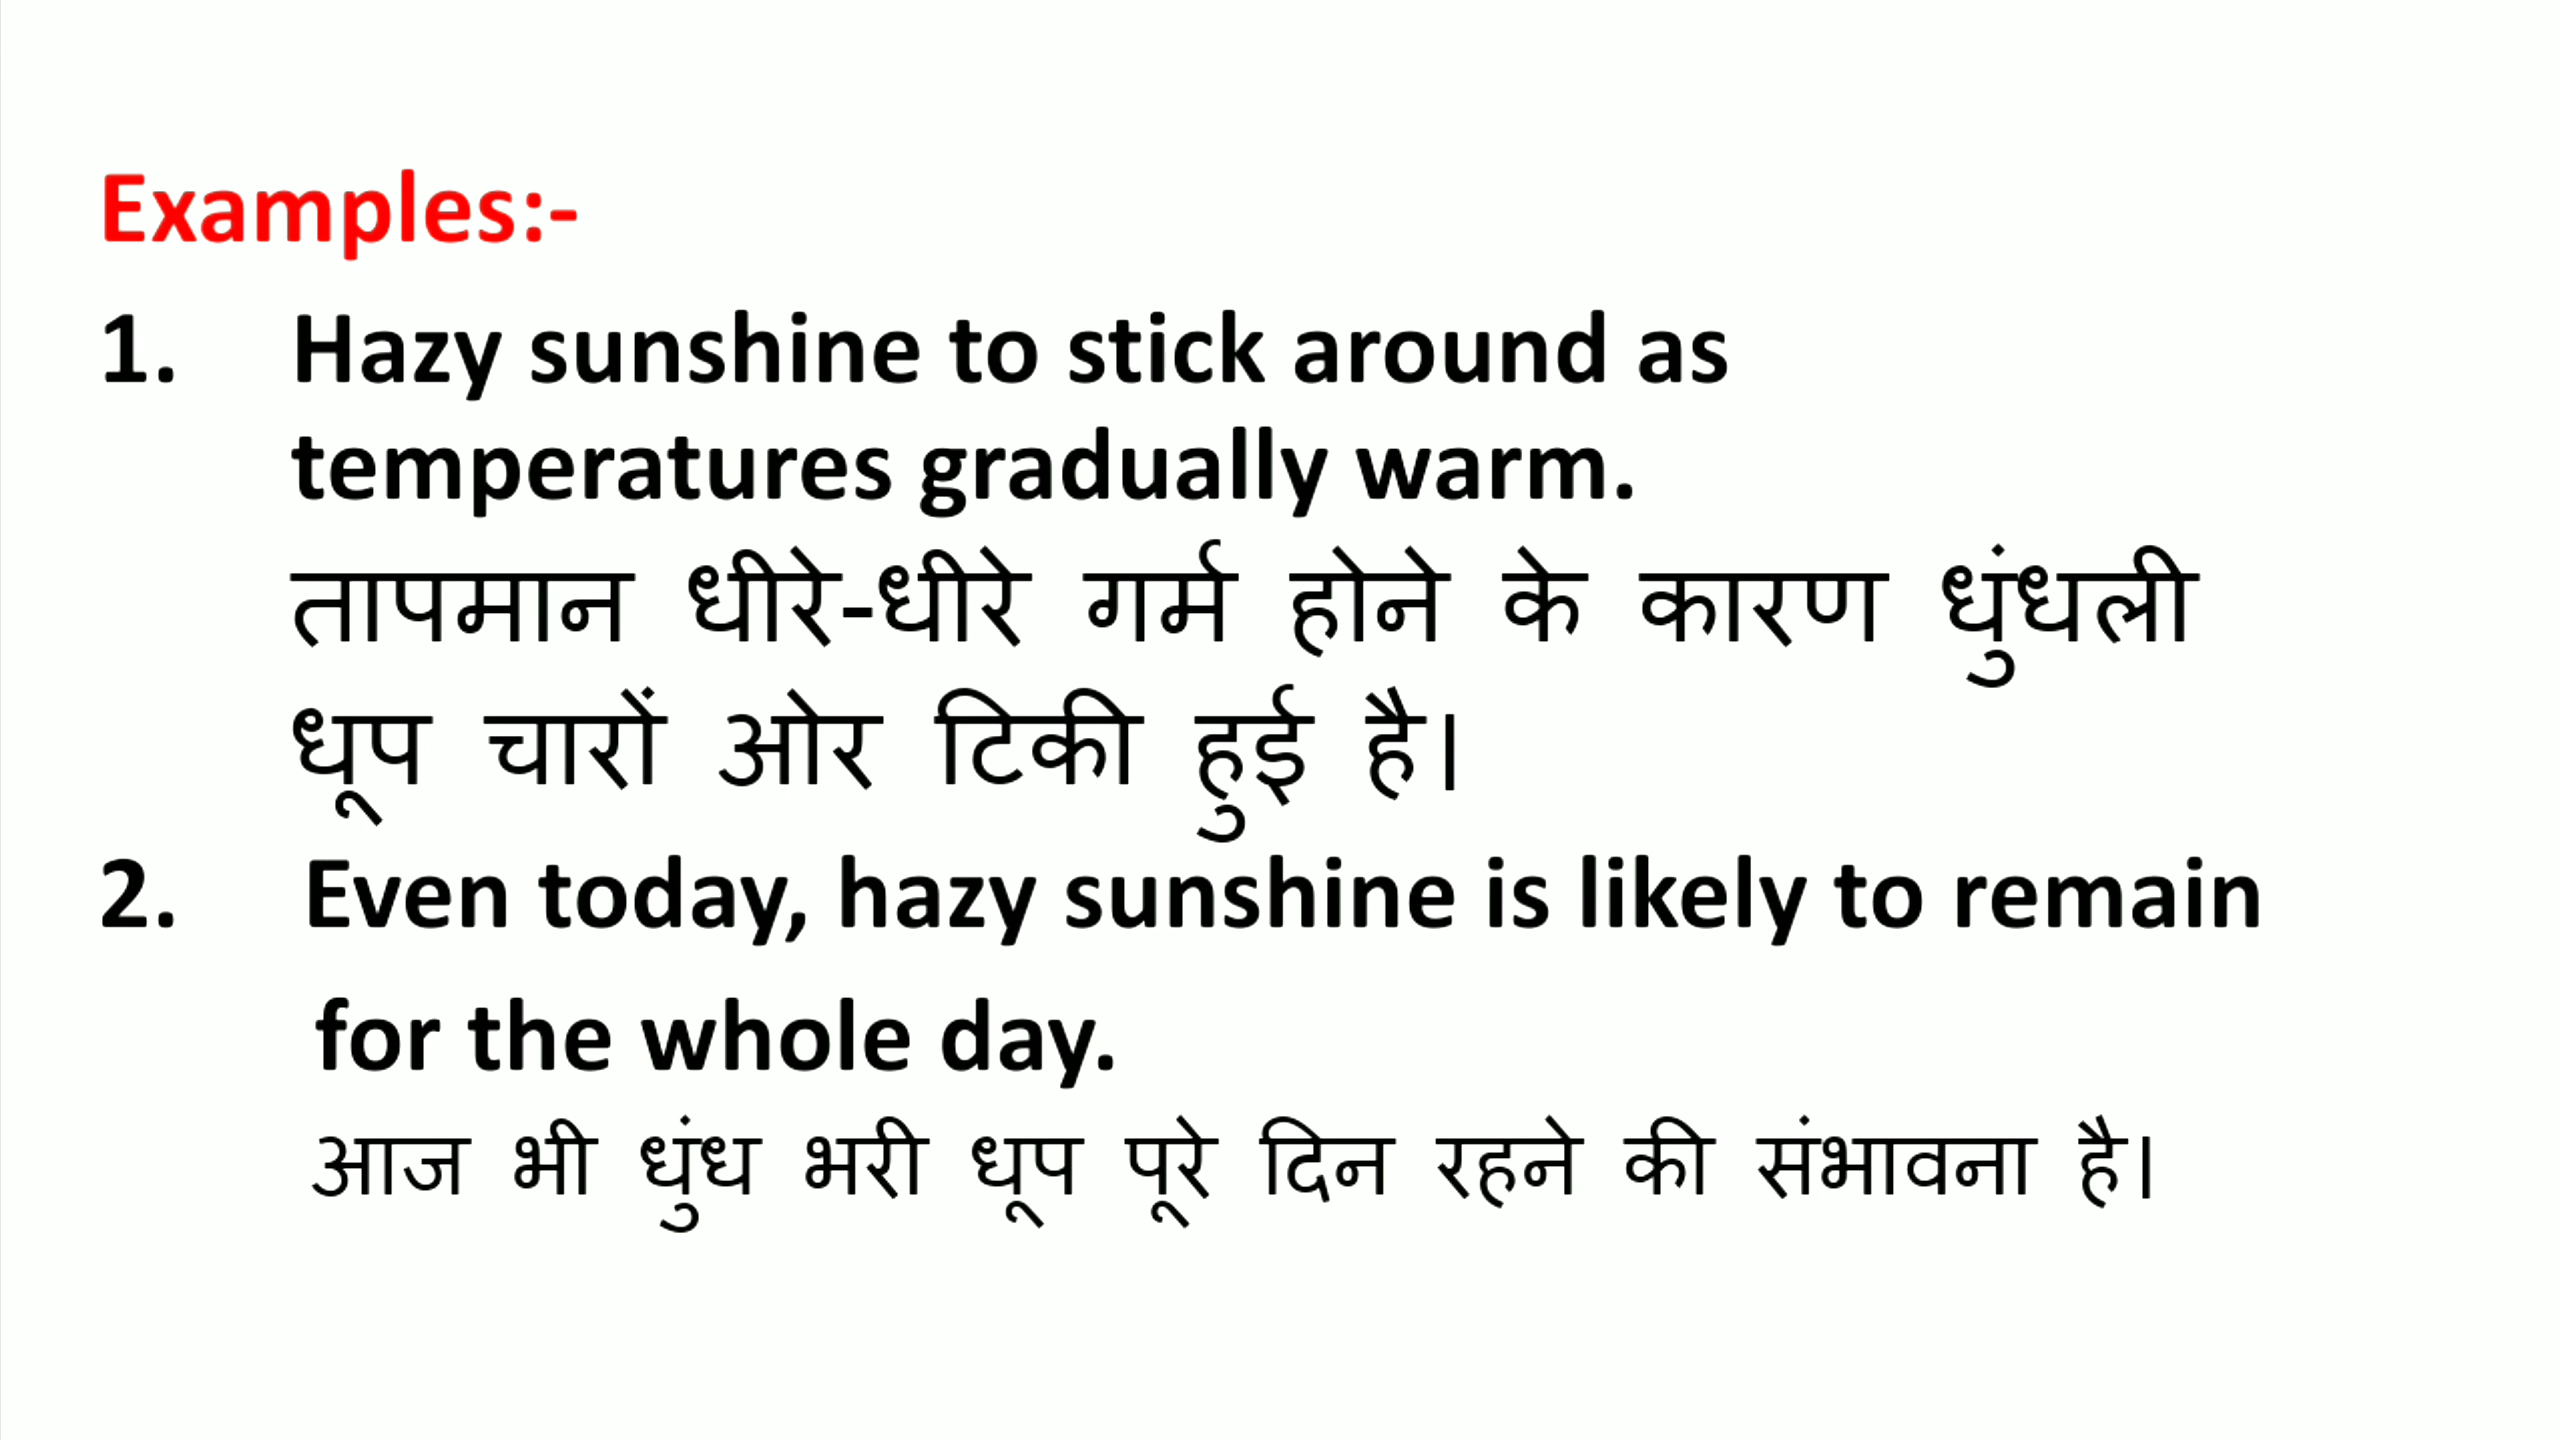 Examples:-
1. Hazy sunshine to stick around as
temperatures gradually warm.
तापमान धीरे-धीरे गर्म होने के कारण धुंधली
धूप चारों ओर टिकी हुई है।
2. Even today, hazy sunshine is likely to remain
for the whole day.
आज भी धुंध भरी धूप पूरे दिन रहने की संभावना है।